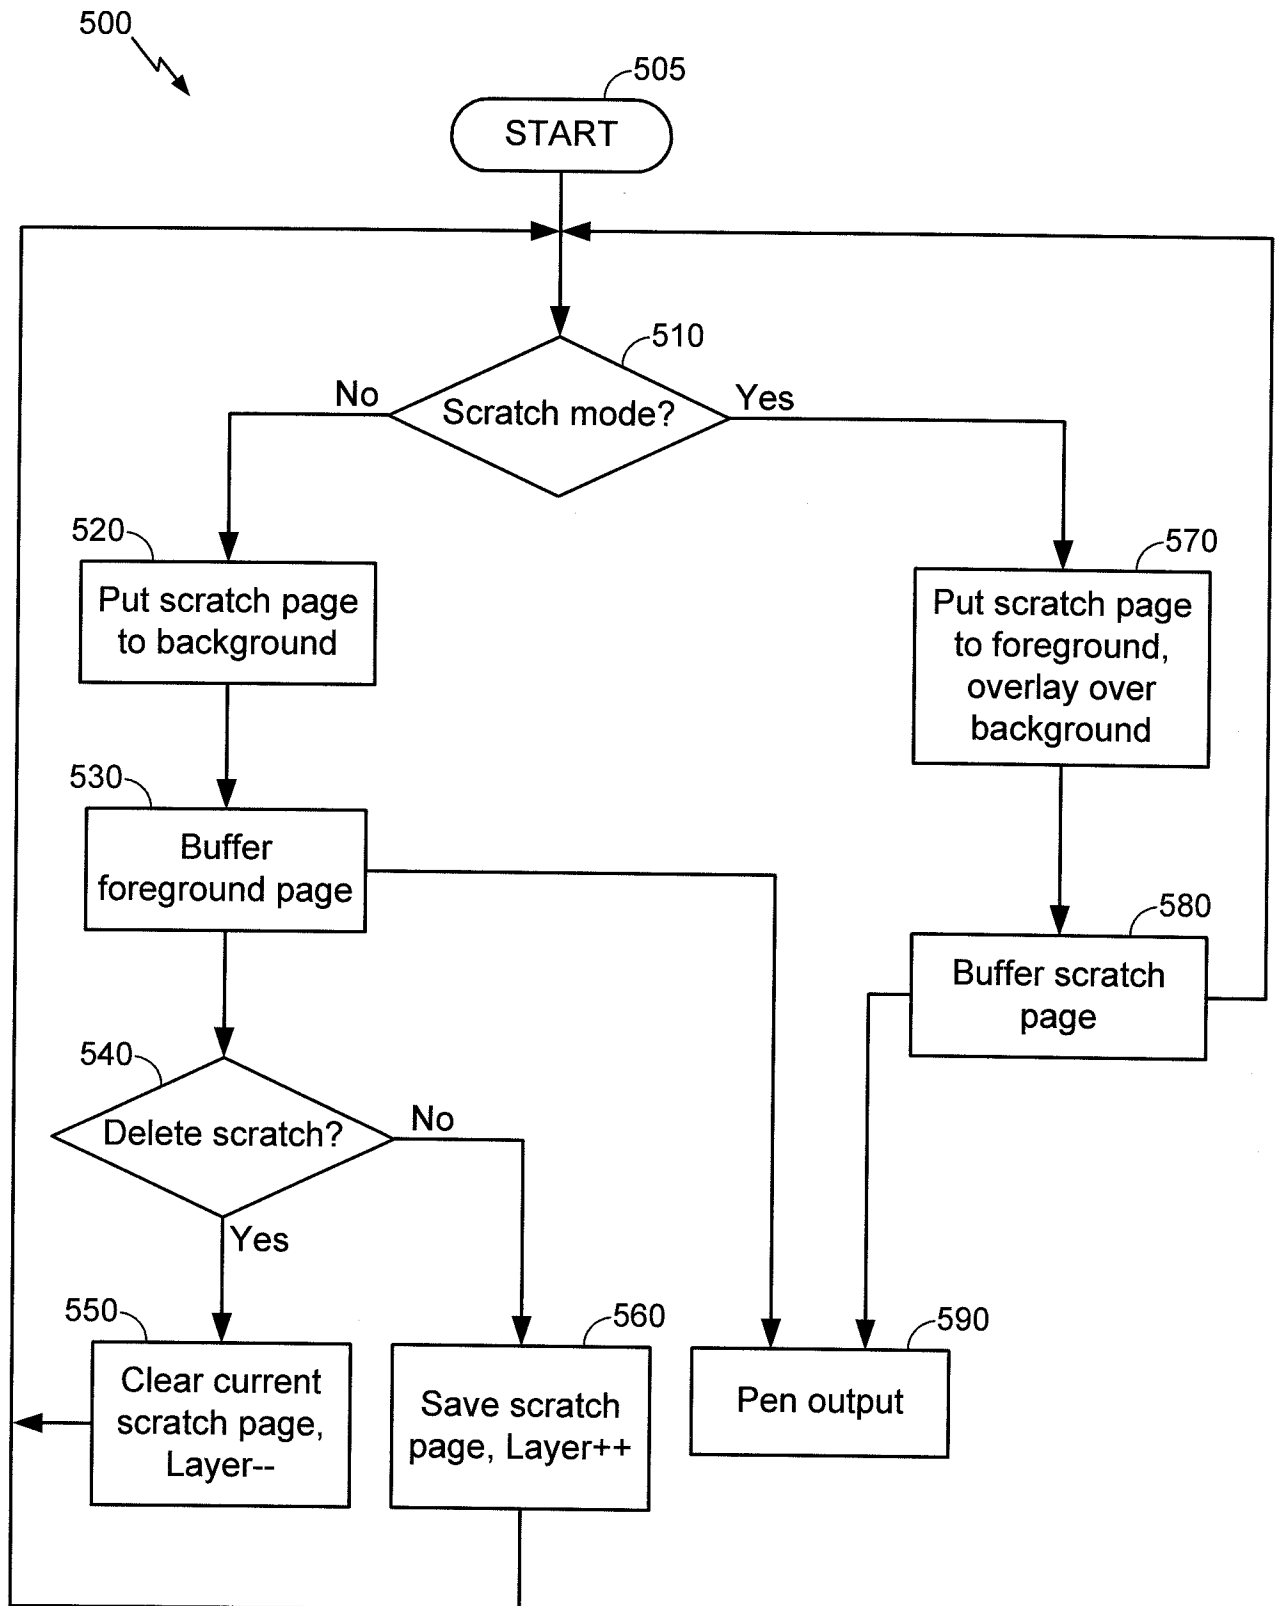 500
505
START
510
No
Scratch mode?
Yes
520
Put scratch page
to background
570
Put scratch page
to foreground,
overlay over
background
530
Buffer
foreground page
580
Buffer scratch
page
540
Delete scratch?
No
Yes
550
Clear current
scratch page,
Layer--
560
Save scratch
page, Layer++
590
Pen output